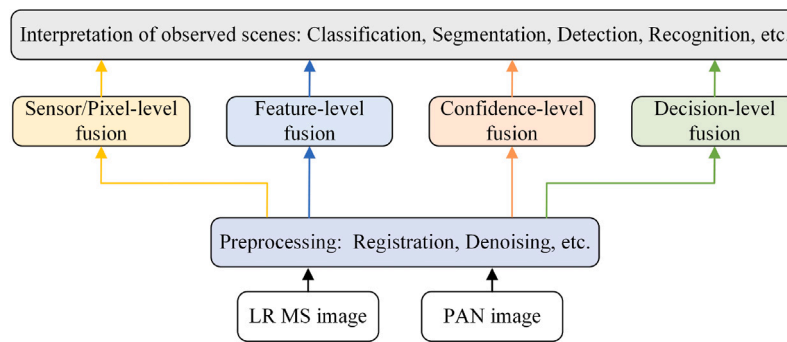 Interpretation of observed scenes: Classification, Segmentation, Detection, Recognition, etc.
Sensor/Pixel-level
fusion
Feature-level
fusion
Confidence-level
fusion
Decision-level
fusion
Preprocessing: Registration, Denoising, etc.
LR MS image
PAN image